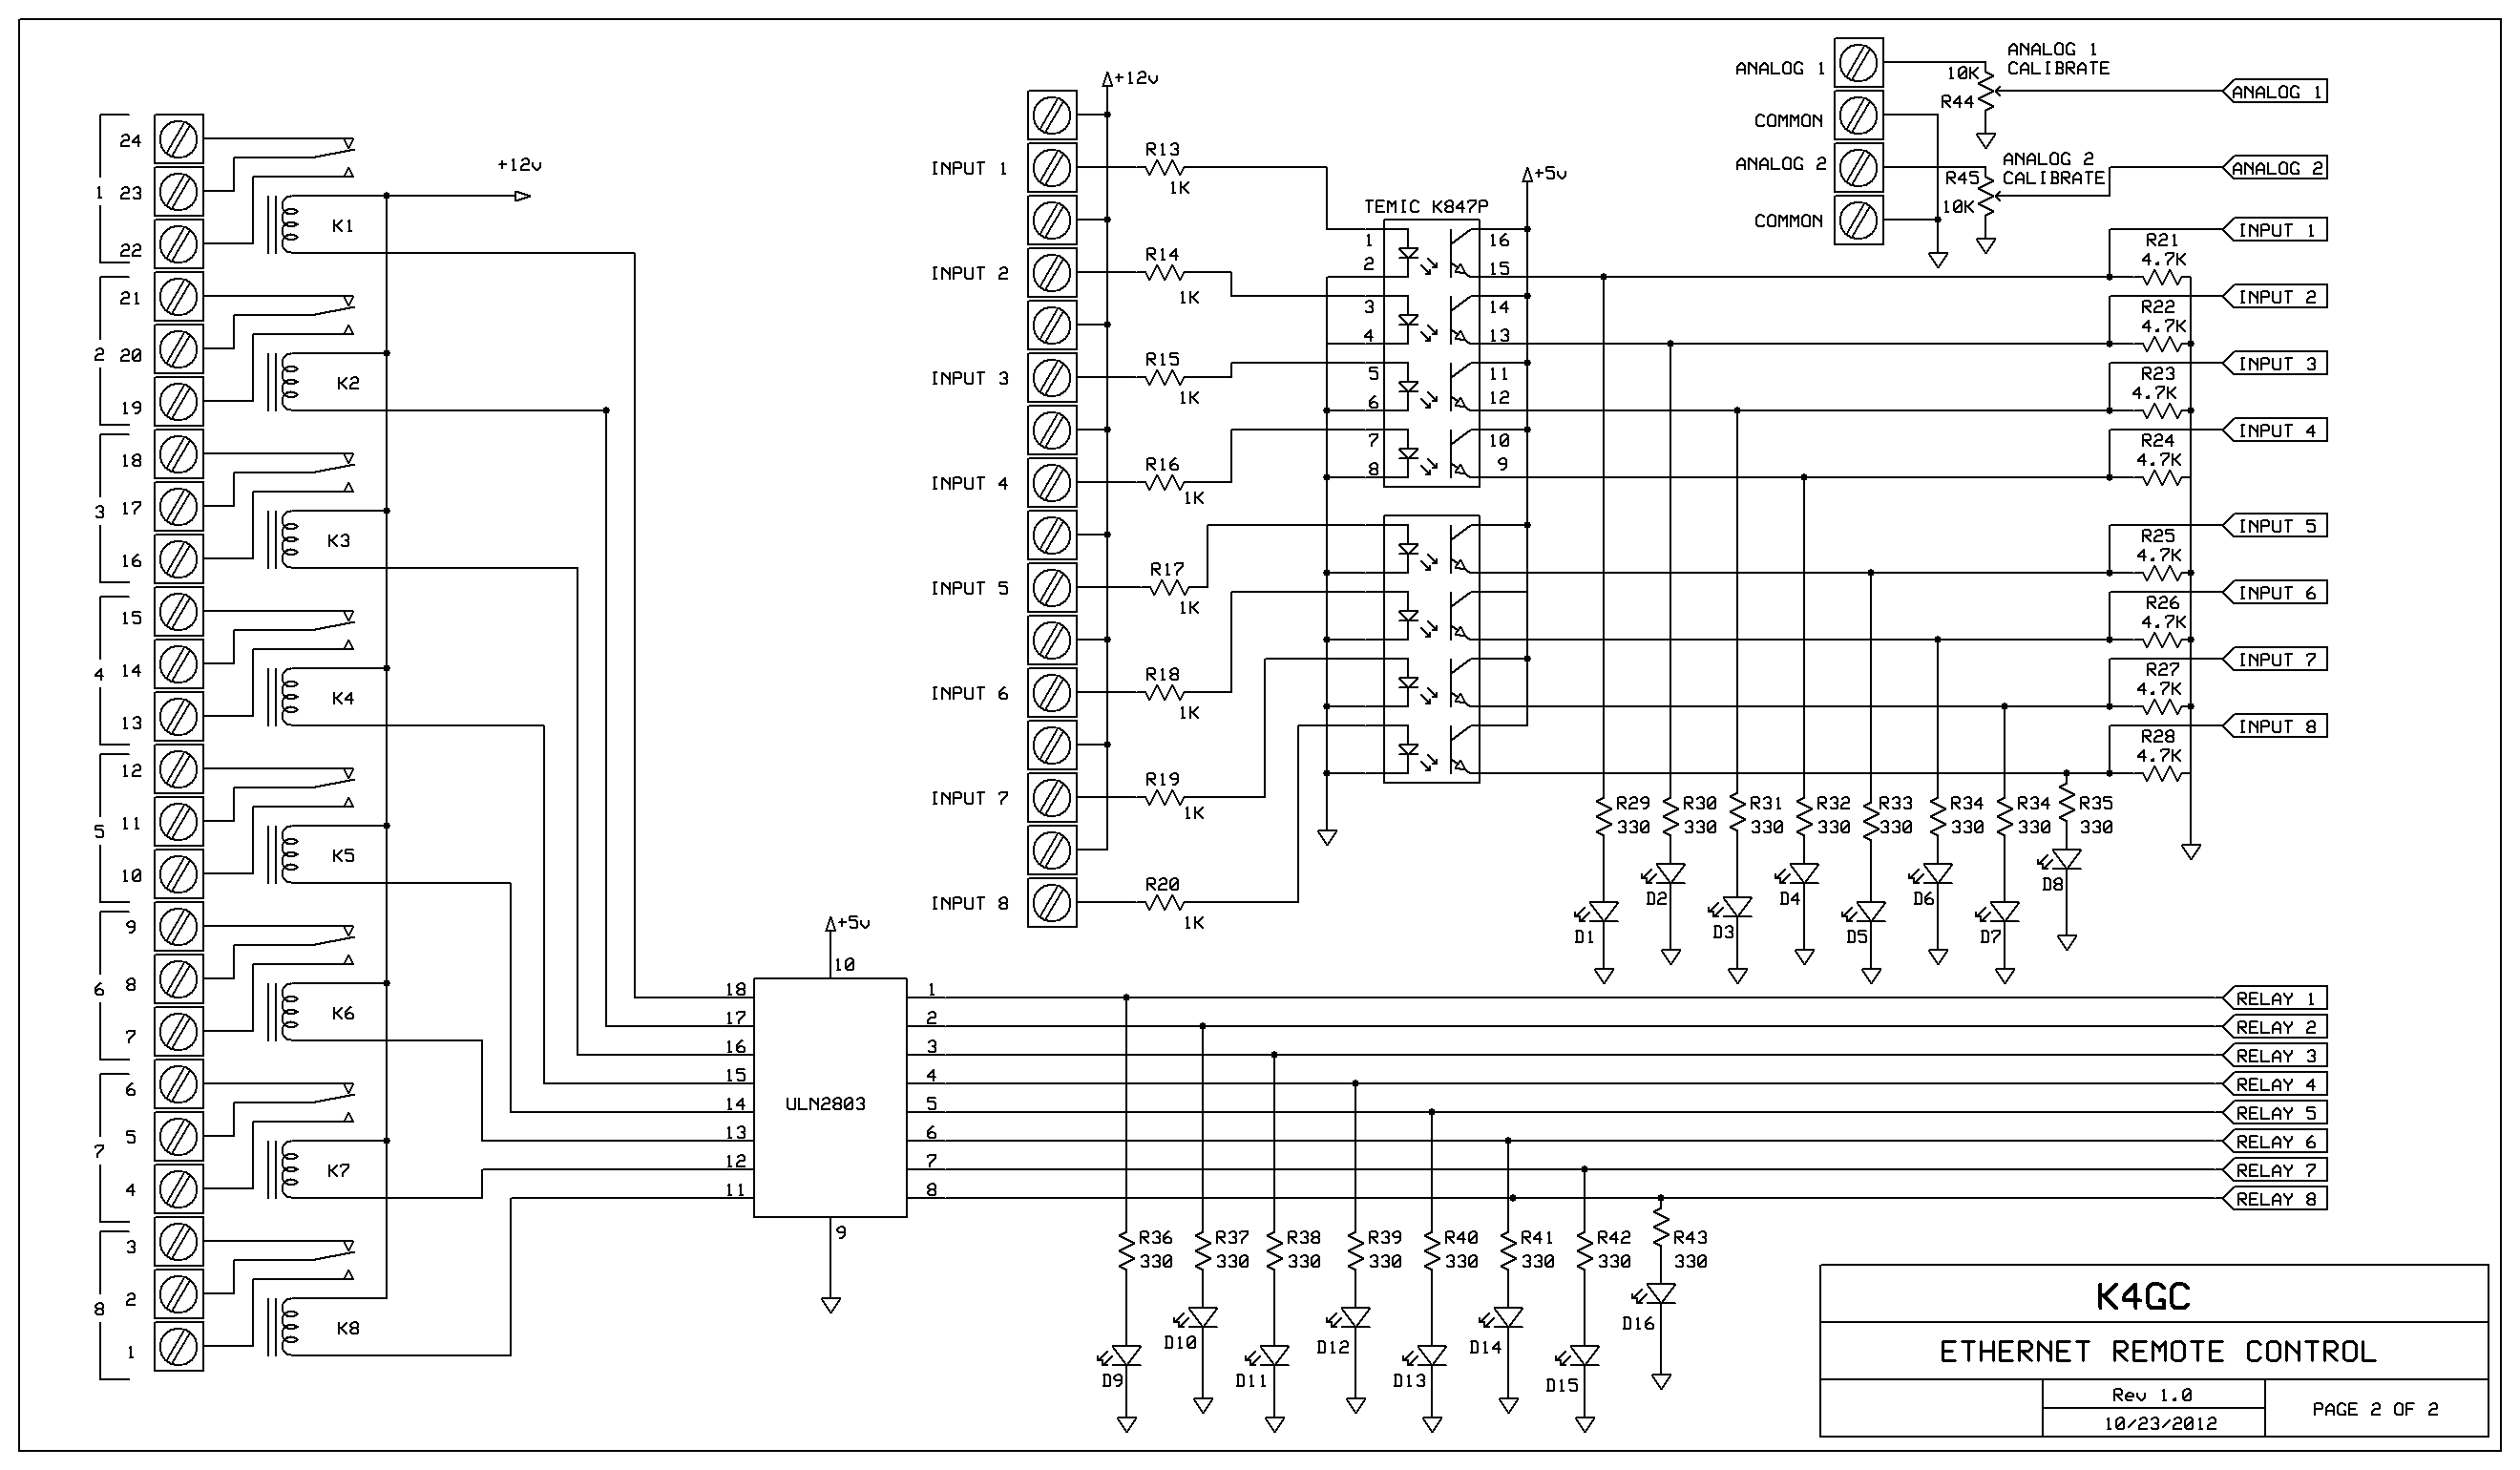 +12v
ANALOG 1
10K
R44
ANALOG 1
CALIBRATE
ANALOG 1
COMMON
ANALOG 2
R45
10K
ANALOG 2
CALIBRATE
ANALOG 2
COMMON
1
24
23
22
K1
+12v
2
21
20
19
K2
3
18
17
16
K3
4
15
14
13
K4
5
12
11
10
K5
6
9
8
7
K6
7
6
5
4
K7
8
3
2
1
K8
INPUT 1
R13
1K
INPUT 2
R14
1K
INPUT 3
R15
1K
INPUT 4
R16
1K
INPUT 5
R17
1K
INPUT 6
R18
1K
INPUT 7
R19
1K
INPUT 8
R20
1K
+5v
TEMIC K847P
1
16
2
15
3
14
4
13
5
11
6
12
7
10
8
9
R21
4.7K
INPUT 1
R22
4.7K
INPUT 2
R23
4.7K
INPUT 3
R24
4.7K
INPUT 4
R25
4.7K
INPUT 5
R26
4.7K
INPUT 6
R27
4.7K
INPUT 7
R28
4.7K
INPUT 8
R29
330
R30
330
R31
330
R32
330
R33
330
R34
330
R34
330
R35
330
D1
D2
D3
D4
D5
D6
D7
D8
+5v
10
ULN2803
9
18
17
16
15
14
13
12
11
1
2
3
4
5
6
7
8
RELAY 1
RELAY 2
RELAY 3
RELAY 4
RELAY 5
RELAY 6
RELAY 7
RELAY 8
R36
330
R37
330
R38
330
R39
330
R40
330
R41
330
R42
330
R43
330
D9
D10
D11
D12
D13
D14
D15
D16
K4GC
ETHERNET REMOTE CONTROL
Rev 1.0
10/23/2012
PAGE 2 OF 2